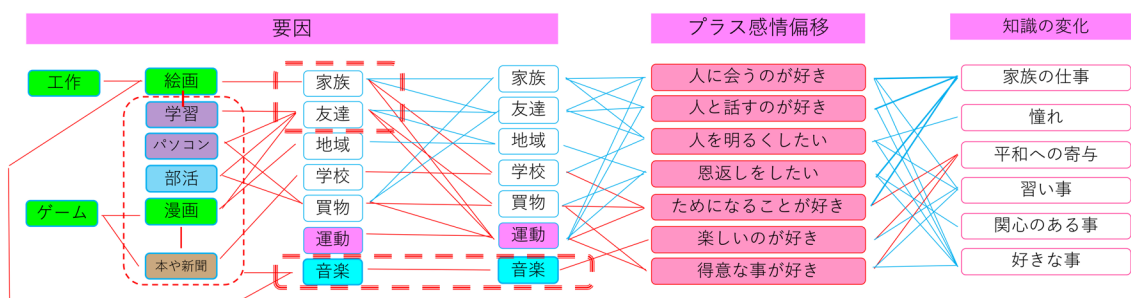 要因
プラス感情偏移
知識の変化
工作
ゲーム
絵画
学習
パソコン
部活
漫画
本や新聞
家族
友達
地域
学校
買物
運動
音楽
家族
友達
地域
学校
買物
運動
音楽
人に会うのが好き
人と話すのが好き
人を明るくしたい
恩返しをしたい
ためになることが好き
楽しいのが好き
得意な事が好き
家族の仕事
憧れ
平和への寄与
習い事
関心のある事
好きな事